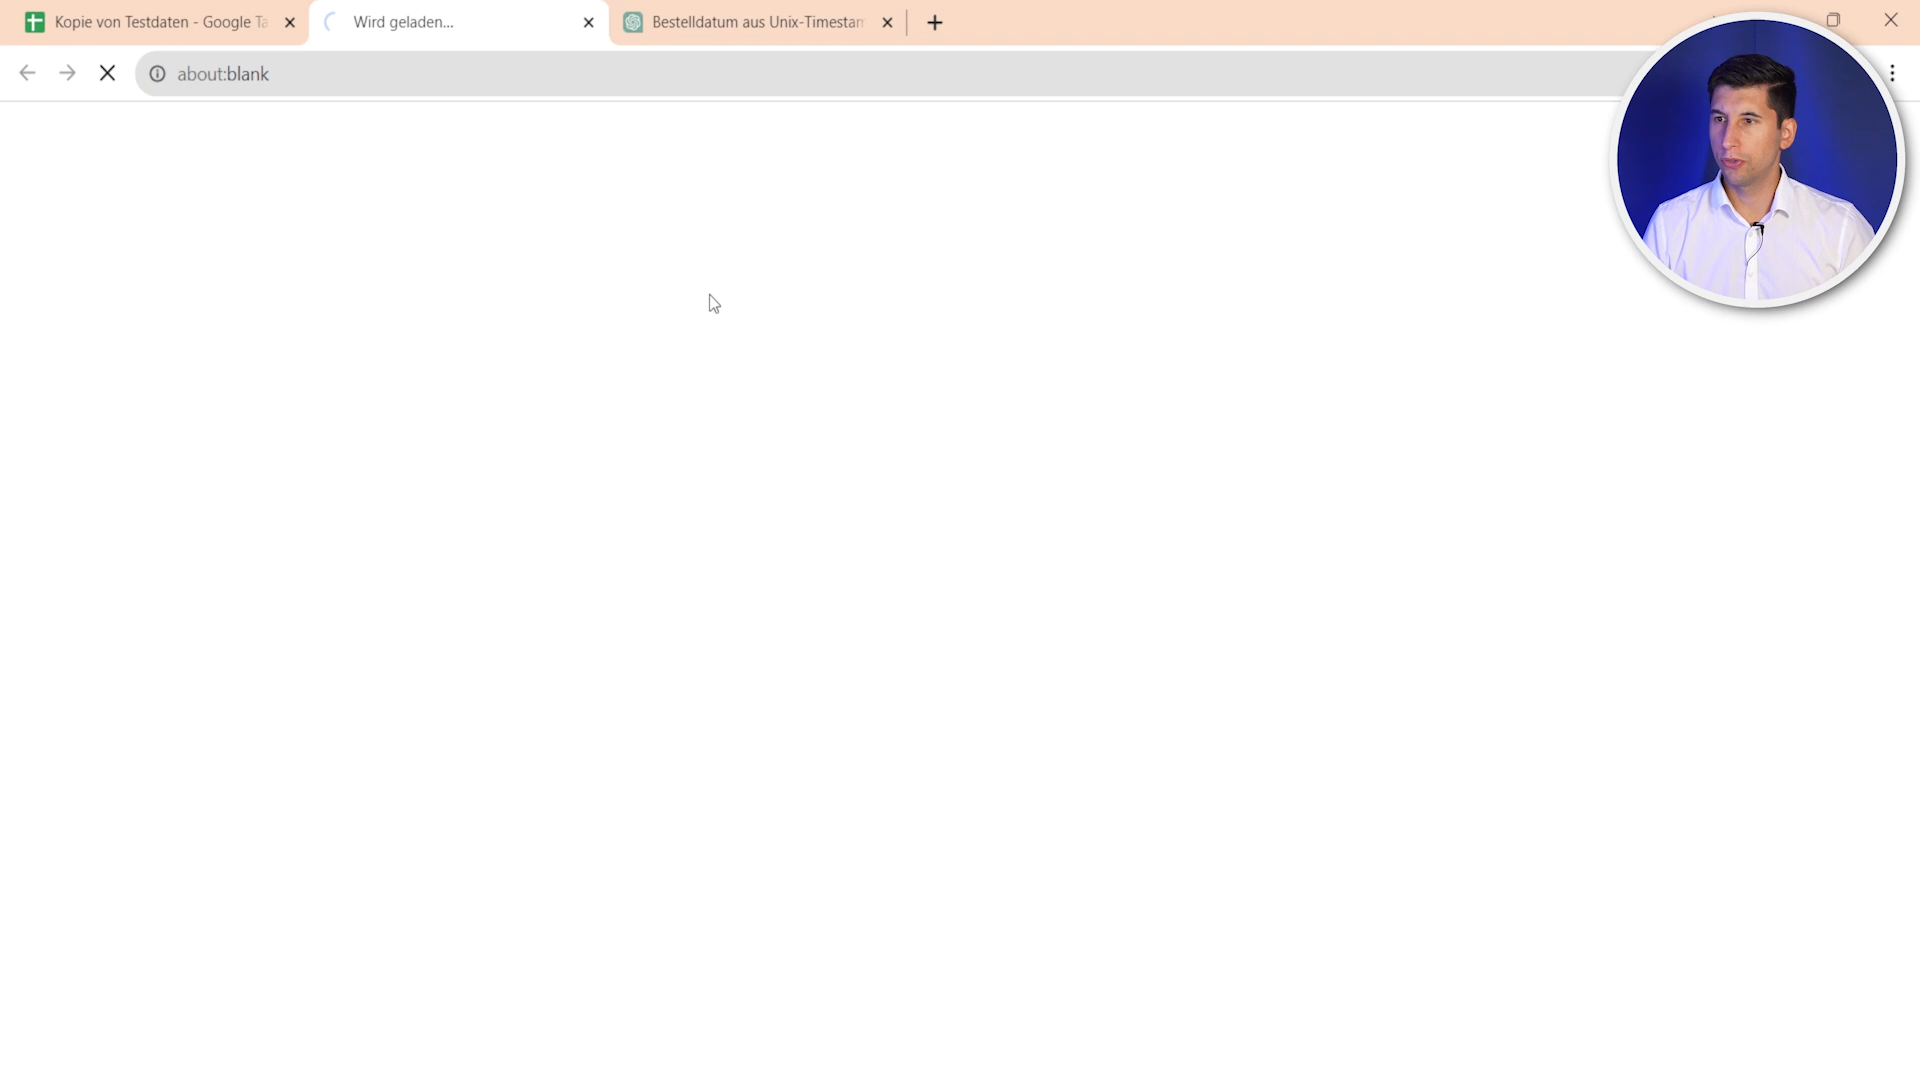 Kopie von Testdaten - Google Ta
Wird geladen...
Bestelldatum aus Unix-Timestam
about:blank